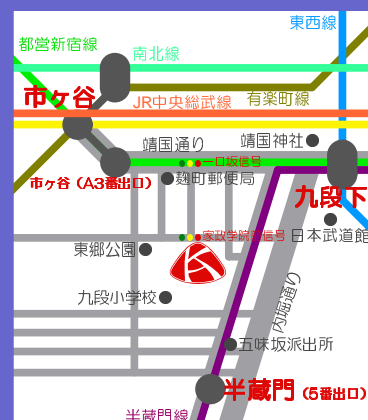 東西線
都営新宿線
南北線
市ヶ谷
JR中央総武線
有楽町線
靖国通り
靖国神社
一口坂信号
市ヶ谷（A3番出口）
麹町郵便局
九段下
家政学院前信号
日本武道館
東郷公園
内堀通り
九段小学校
五味坂派出所
半蔵門（5番出口）
半蔵門線